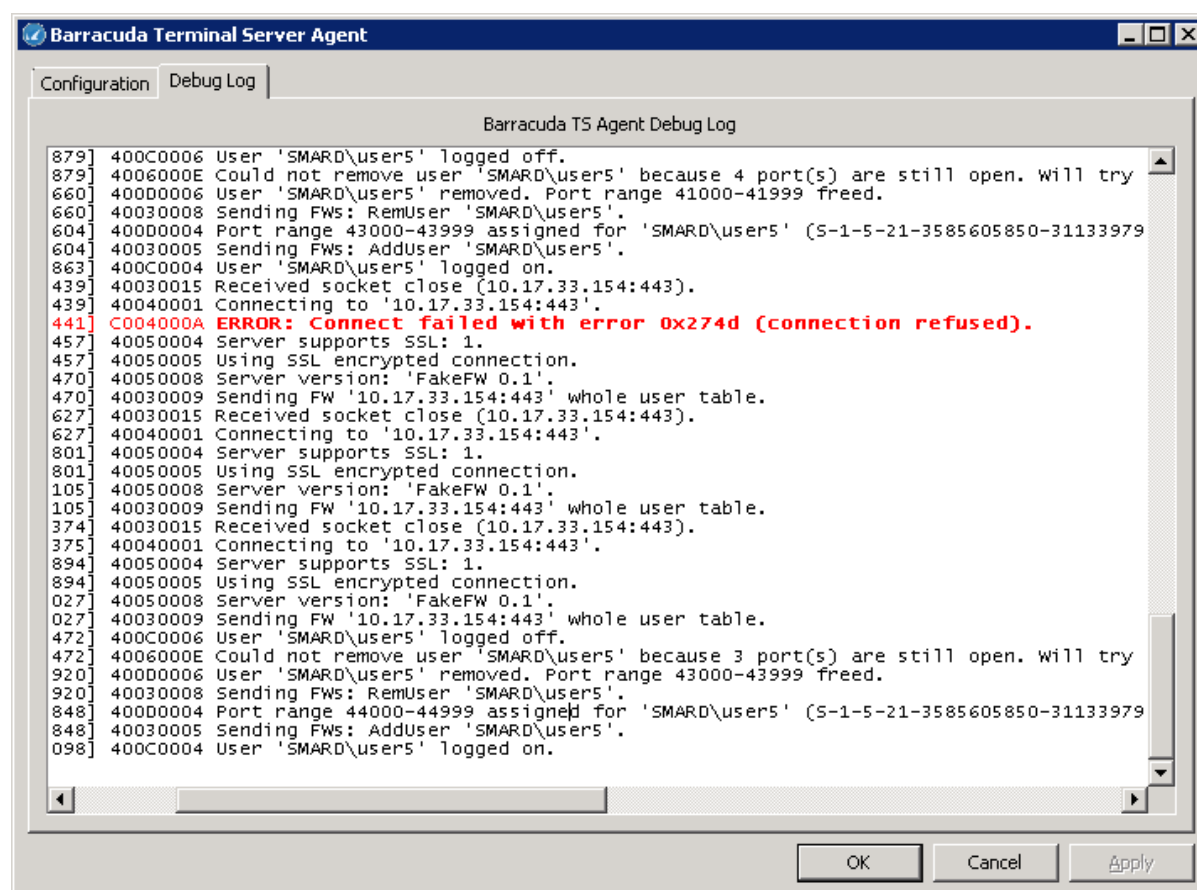 Barracuda Terminal Server Agent
Configuration Debug Log
Barracuda TS Agent Debug Log
879] 400C0006 User 'SMARD\user5' logged off.
879] 4006000E Could not remove user 'SMARD\user5' because 4 port(s) are still open. Will try
660] 400D0006 User 'SMARD\user5' removed. Port range 41000-41999 freed.
660] 40030008 Sending FWs: RemUser 'SMARD\user5'.
604] 400D0004 Port range 43000-43999 assigned for 'SMARD\user5' (S-1-5-21-3585605850-31133979
604] 40030005 Sending FWs: AddUser 'SMARD\user5'.
863] 400C0004 User 'SMARD\user5' logged on.
439] 40030015 Received socket close (10.17.33.154:443).
439] 40040001 Connecting to '10.17.33.154:443'.
441] C004000A ERROR: Connect failed with error 0x274d (connection refused).
457] 40050004 Server supports SSL: 1.
457] 40050005 Using SSL encrypted connection.
470] 40050008 Server version: 'FakeFW 0.1'.
470] 40030009 Sending FW '10.17.33.154:443' whole user table.
627] 40030015 Received socket close (10.17.33.154:443).
627] 40040001 Connecting to '10.17.33.154:443'.
801] 40050004 Server supports SSL: 1.
801] 40050005 Using SSL encrypted connection.
105] 40050008 Server version: 'FakeFW 0.1'.
105] 40030009 Sending FW '10.17.33.154:443' whole user table.
374] 40030015 Received socket close (10.17.33.154:443).
375] 40040001 Connecting to '10.17.33.154:443'.
894] 40050004 Server supports SSL: 1.
894] 40050005 Using SSL encrypted connection.
027] 40050008 Server version: 'FakeFW 0.1'.
027] 40030009 Sending FW '10.17.33.154:443' whole user table.
472] 400C0006 User 'SMARD\user5' logged off.
472] 4006000E Could not remove user 'SMARD\user5' because 3 port(s) are still open. Will try
920] 400D0006 User 'SMARD\user5' removed. Port range 43000-43999 freed.
920] 40030008 Sending FWs: RemUser 'SMARD\user5'.
848] 400D0004 Port range 44000-44999 assigned for 'SMARD\user5' (S-1-5-21-3585605850-31133979
848] 40030005 Sending FWs: AddUser 'SMARD\user5'.
098] 400C0004 User 'SMARD\user5' logged on.
OK Cancel Apply